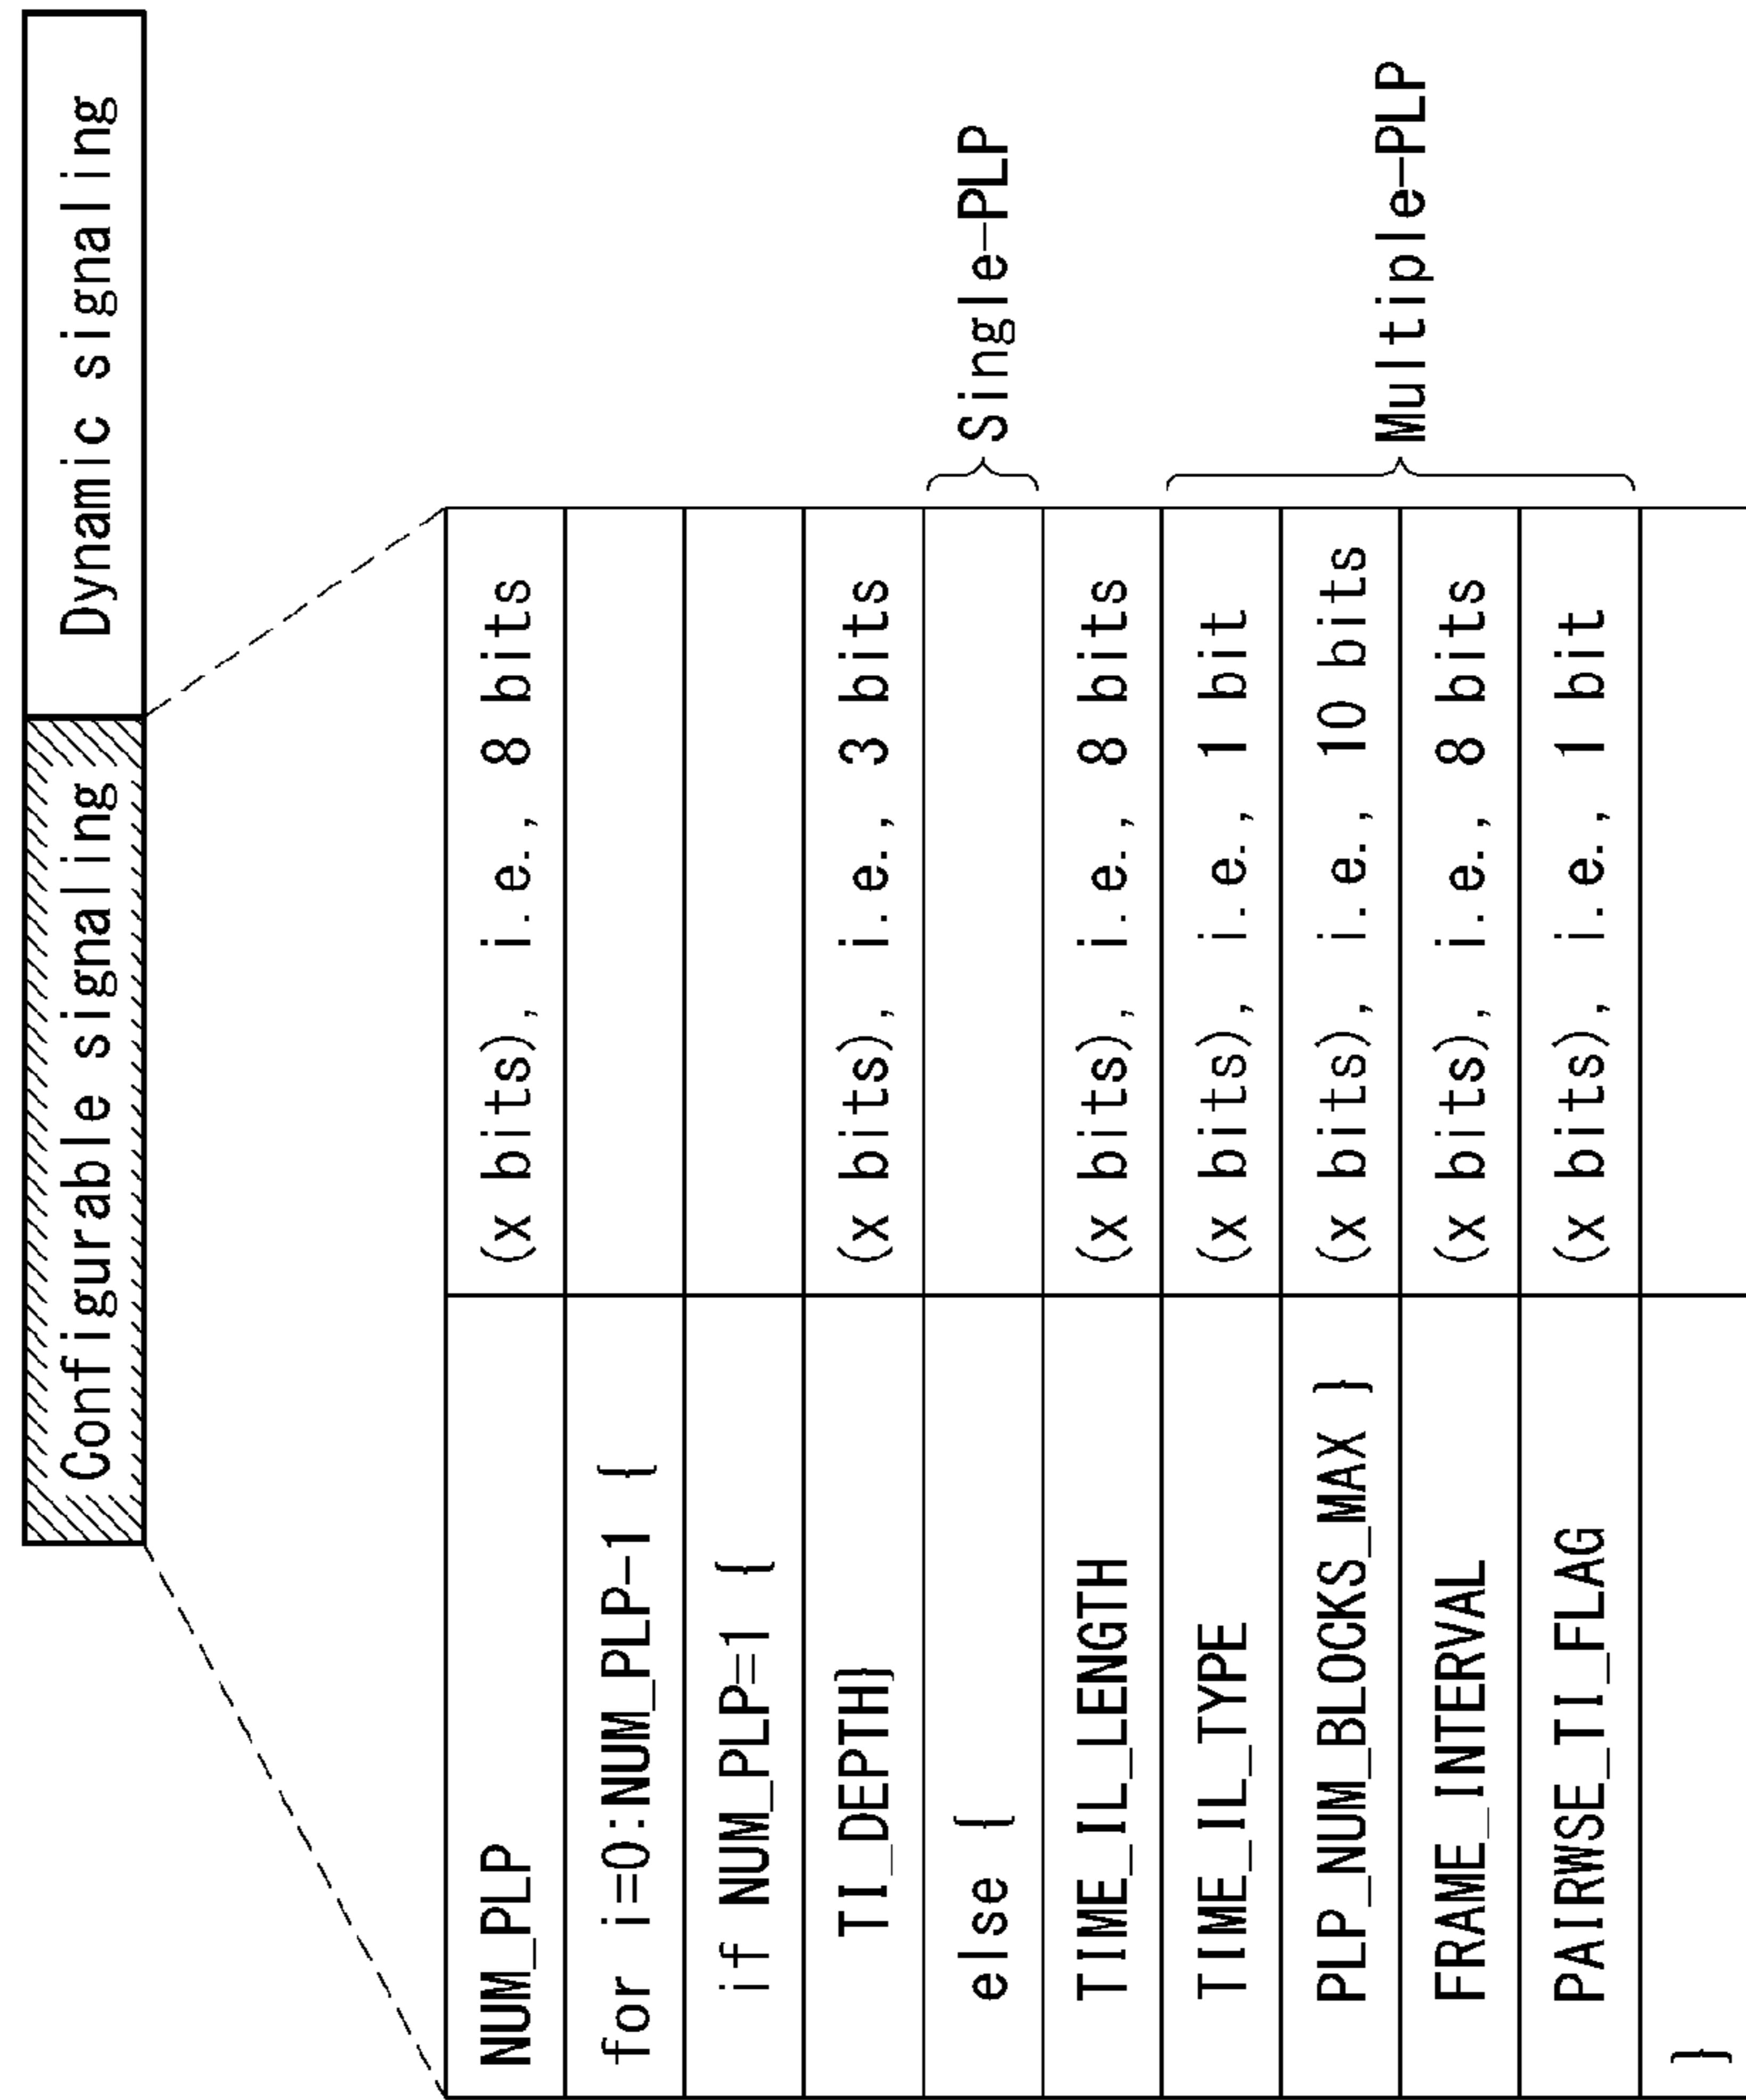 Configurable signaling
Dynamic signaling
NUM_PLP (x bits), i.e., 8 bits
for i=0:NUM_PLP-1 {
if NUM_PLP=1 {
TI_DEPTH} (x bits), i.e., 3 bits
else {
Single-PLP
TIME_IL_LENGTH (x bits), i.e., 8 bits
TIME_IL_TYPE (x bits), i.e., 1 bit
PLP_NUM_BLOCKS_MAX } (x bits), i.e., 10 bits
FRAME_INTERVAL (x bits), i.e., 8 bits
PAIRWSE_TI_FLAG (x bits), i.e., 1 bit
Multiple-PLP
}